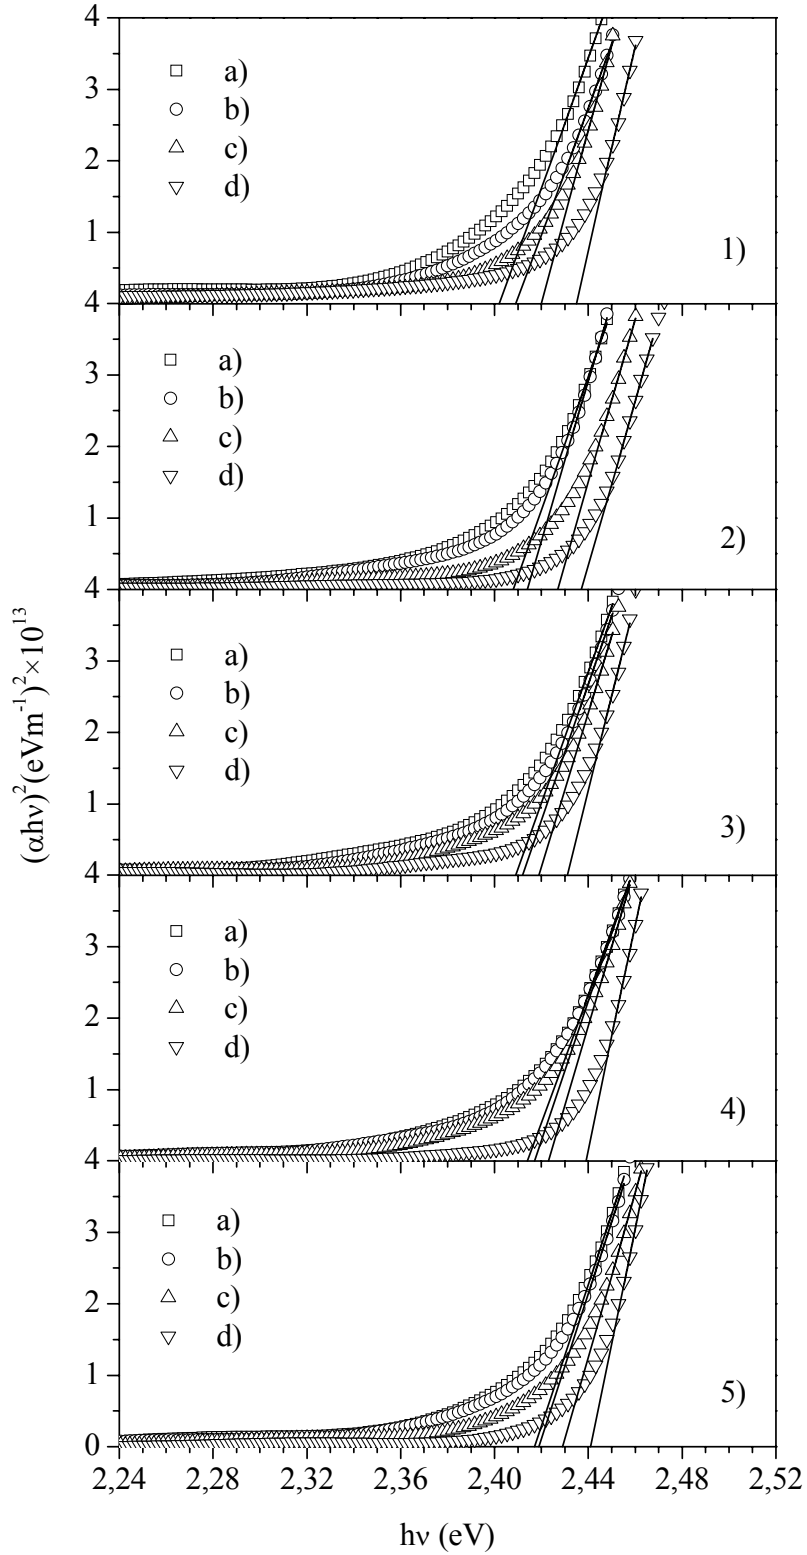 4
3
2
1
a)
b)
c)
d)
1)
4
3
2
1
a)
b)
c)
d)
2)
4
3
2
1
a)
b)
c)
d)
3)
4
3
2
1
a)
b)
c)
d)
4)
4
3
2
1
0
a)
b)
c)
d)
5)
(αhν)²(eVm⁻¹)²×10¹³
2,24 2,28 2,32 2,36 2,40 2,44 2,48 2,52
hν (eV)